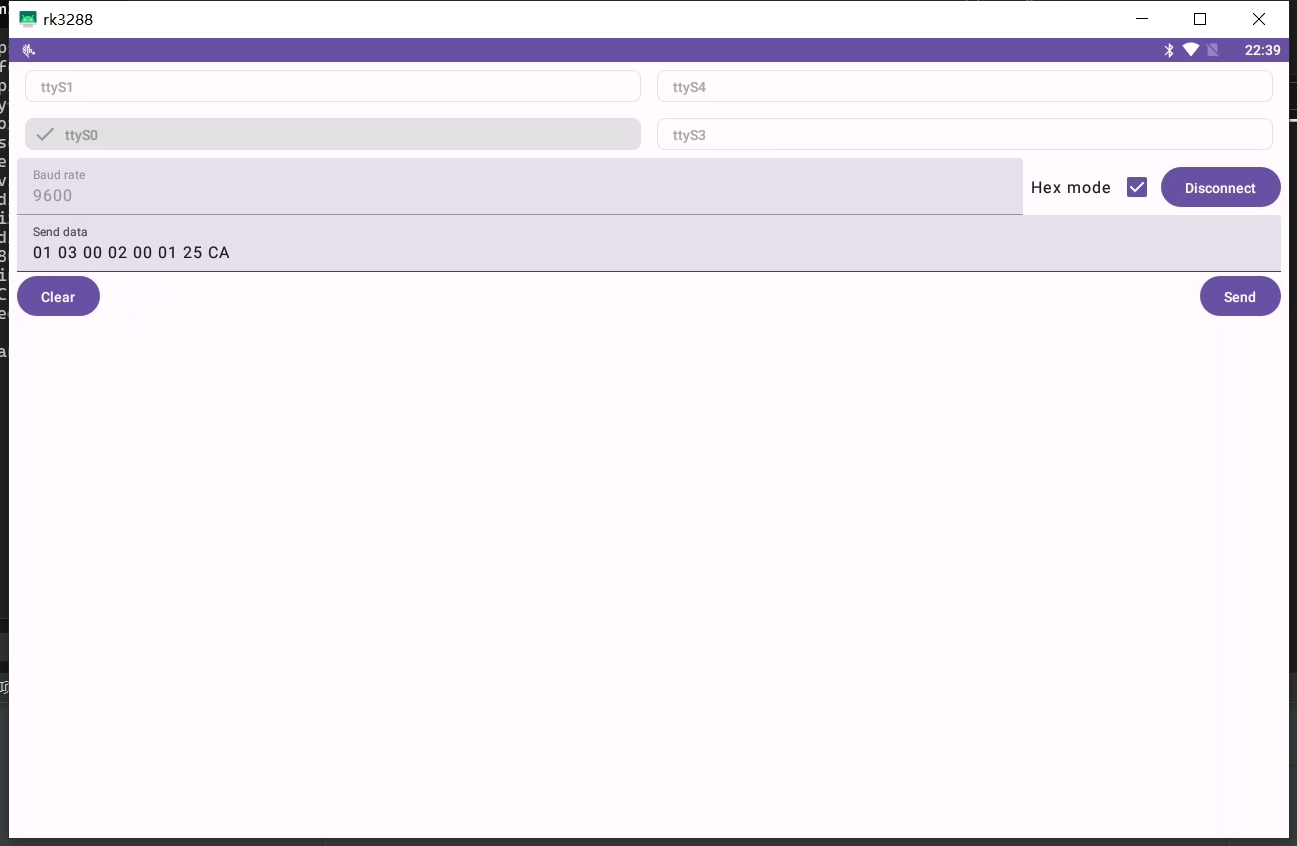 rk3288
22:39
ttyS1 ttyS4
ttyS0 ttyS3
Baud rate
9600
Hex mode Disconnect
Send data
01 03 00 02 00 01 25 CA
Clear Send